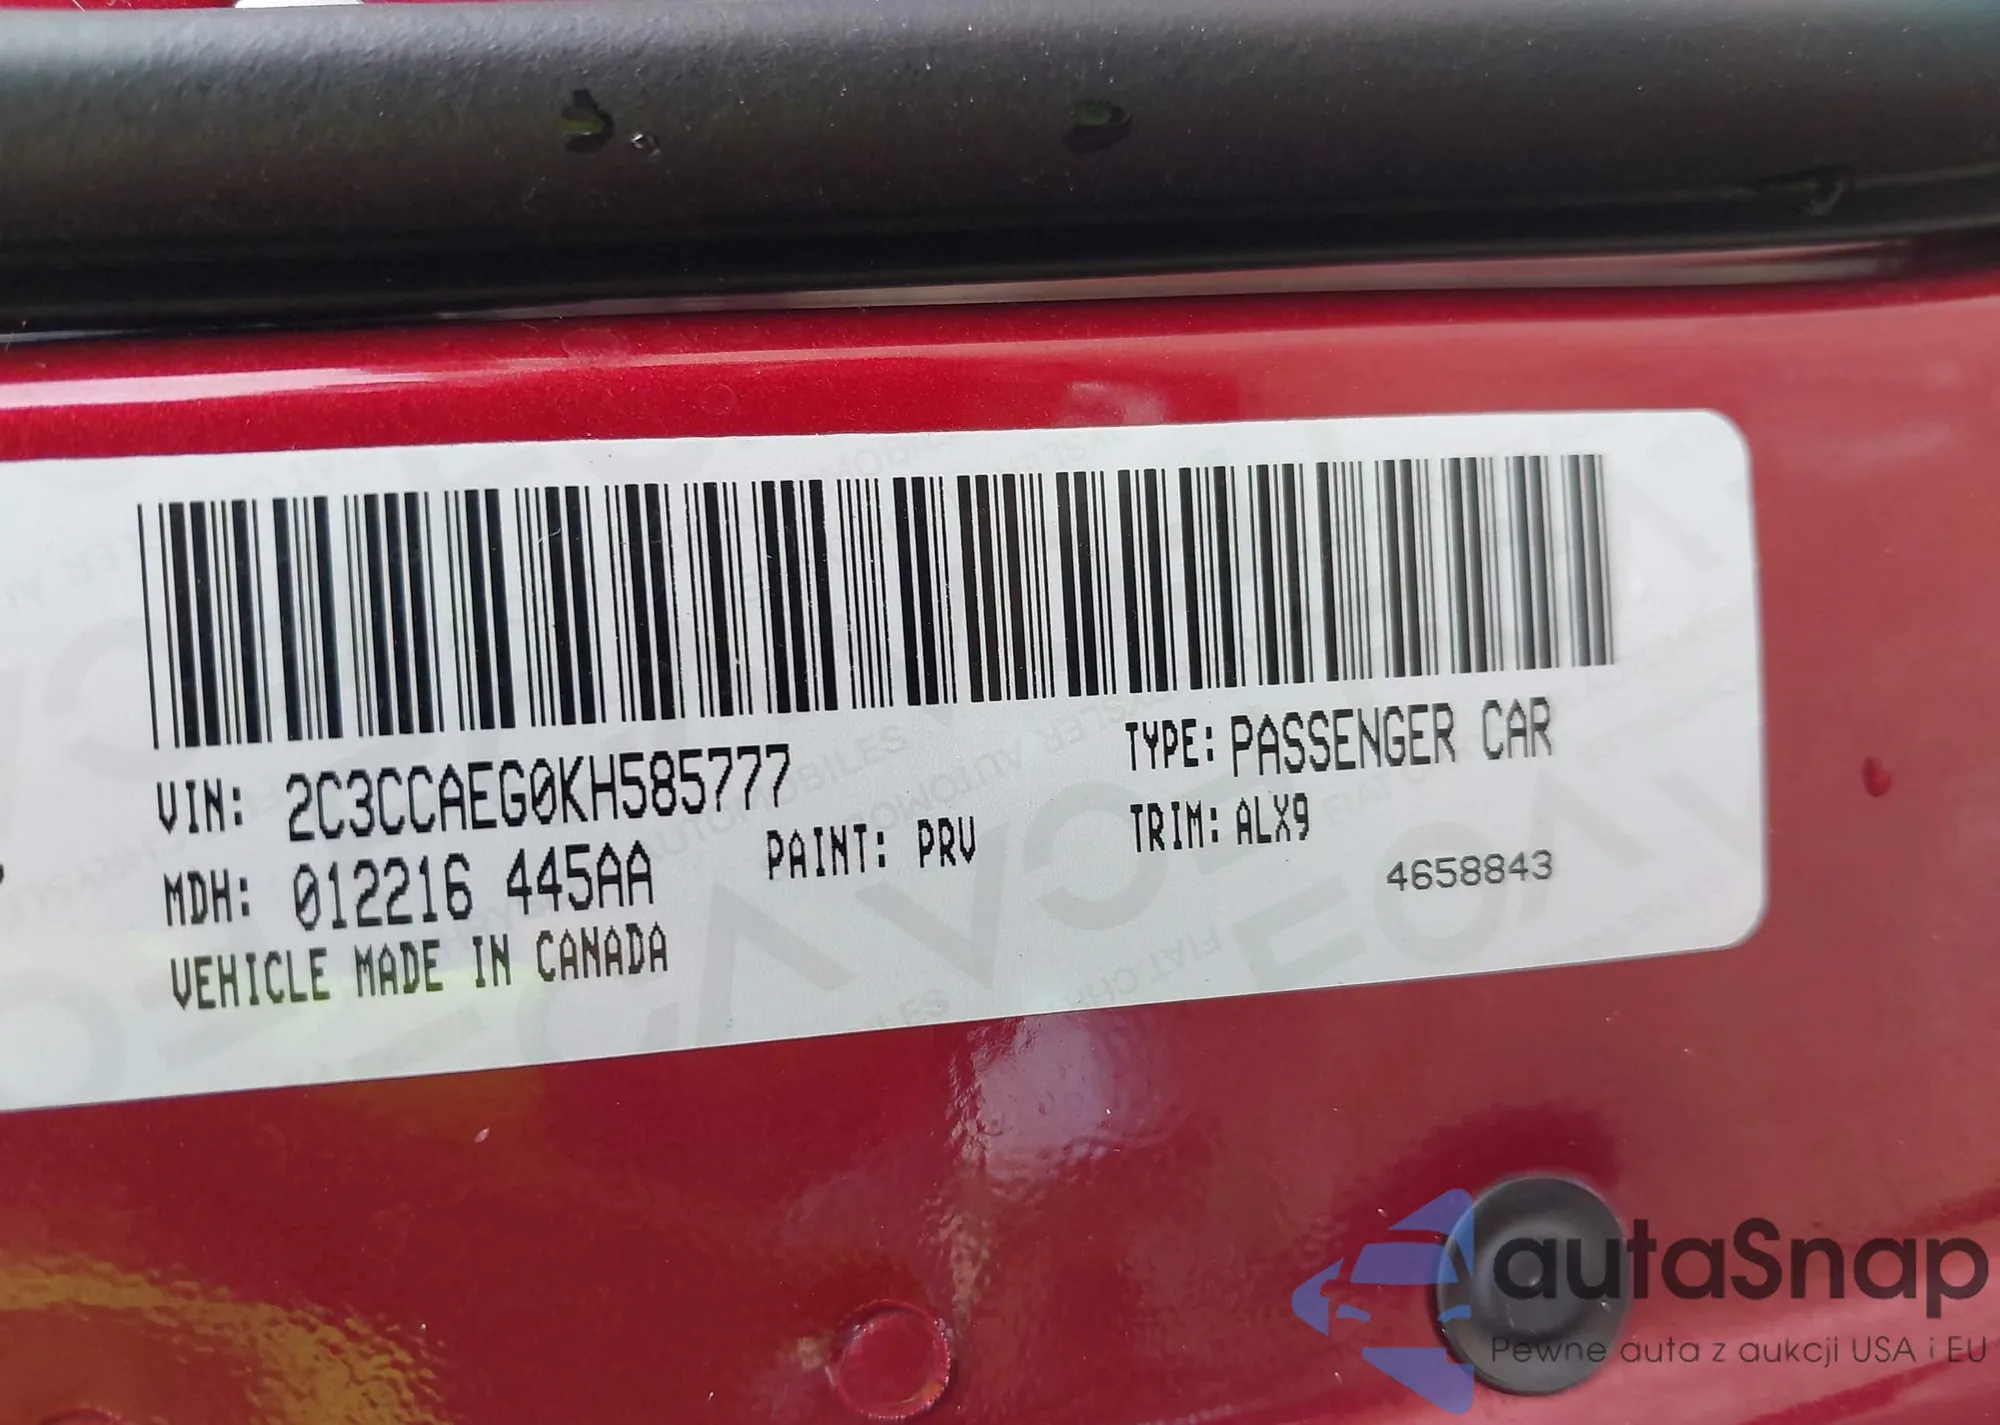 VIN: 2C3CCAEG0KH585777
TYPE: PASSENGER CAR
MDH: 012216 445AA
PAINT: PRV
TRIM: ALX9
4658843
VEHICLE MADE IN CANADA
autaSnap
Pewne auta z aukcji USA i EU